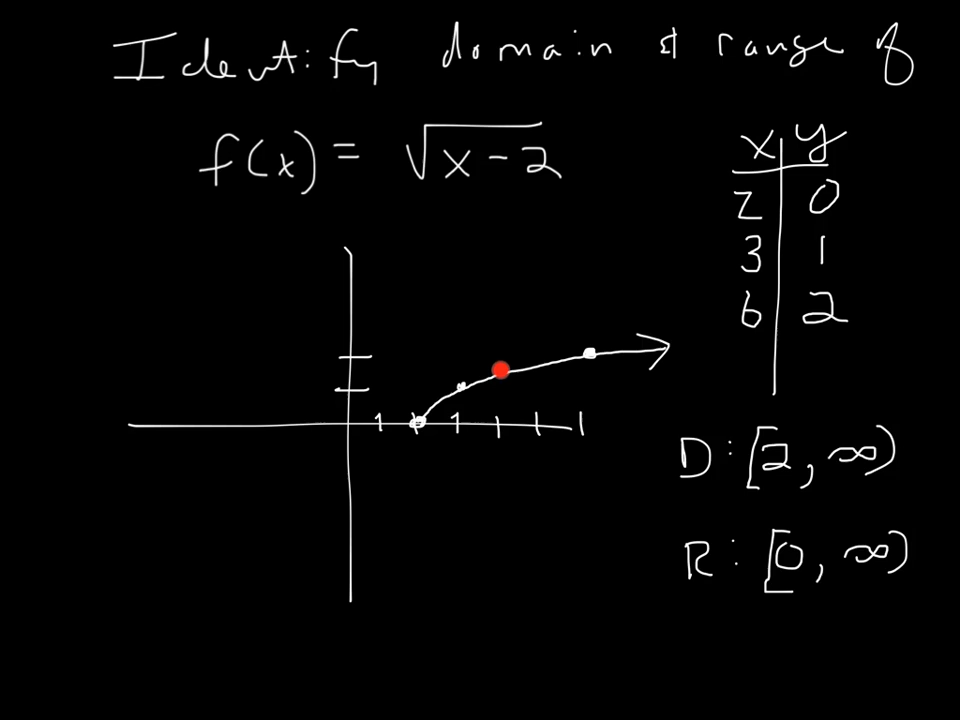 Identify domain & range of
f(x) = √x-2
x y
2 0
3 1
6 2
D: [2, ∞)
R: [0, ∞)